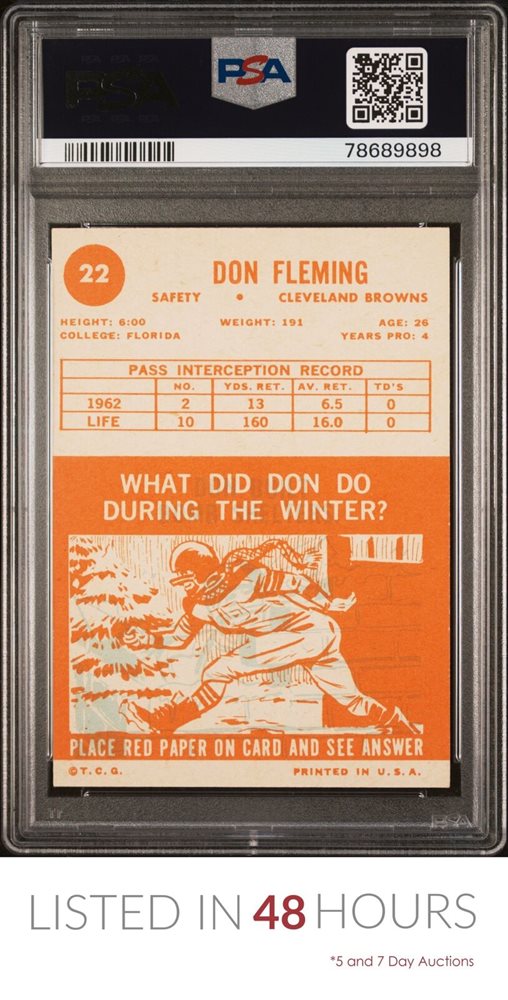 PSA
78689898
22
DON FLEMING
SAFETY • CLEVELAND BROWNS
HEIGHT: 6:00 WEIGHT: 191 AGE: 26
COLLEGE: FLORIDA YEARS PRO: 4
PASS INTERCEPTION RECORD
NO. YDS. RET. AV. RET. TD'S
1962 2 13 6.5 0
LIFE 10 160 16.0 0
WHAT DID DON DO
DURING THE WINTER?
PLACE RED PAPER ON CARD AND SEE ANSWER
©T.C.G. PRINTED IN U.S.A.
PSA
LISTED IN 48 HOURS
*5 and 7 Day Auctions